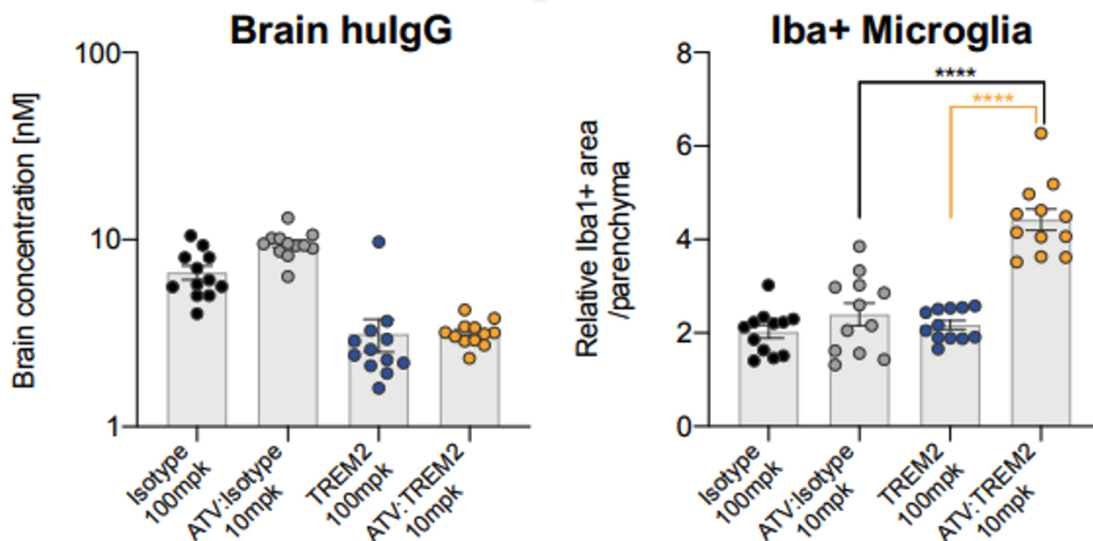 Brain huIgG
Brain concentration [nM]
100
10
1
Isotype
100mpk
ATV:Isotype
10mpk
TREM2
100mpk
ATV:TREM2
10mpk
Iba+ Microglia
Relative Iba1+ area
/parenchyma
8
6
4
2
0
****
****
Isotype
100mpk
ATV:Isotype
10mpk
TREM2
100mpk
ATV:TREM2
10mpk